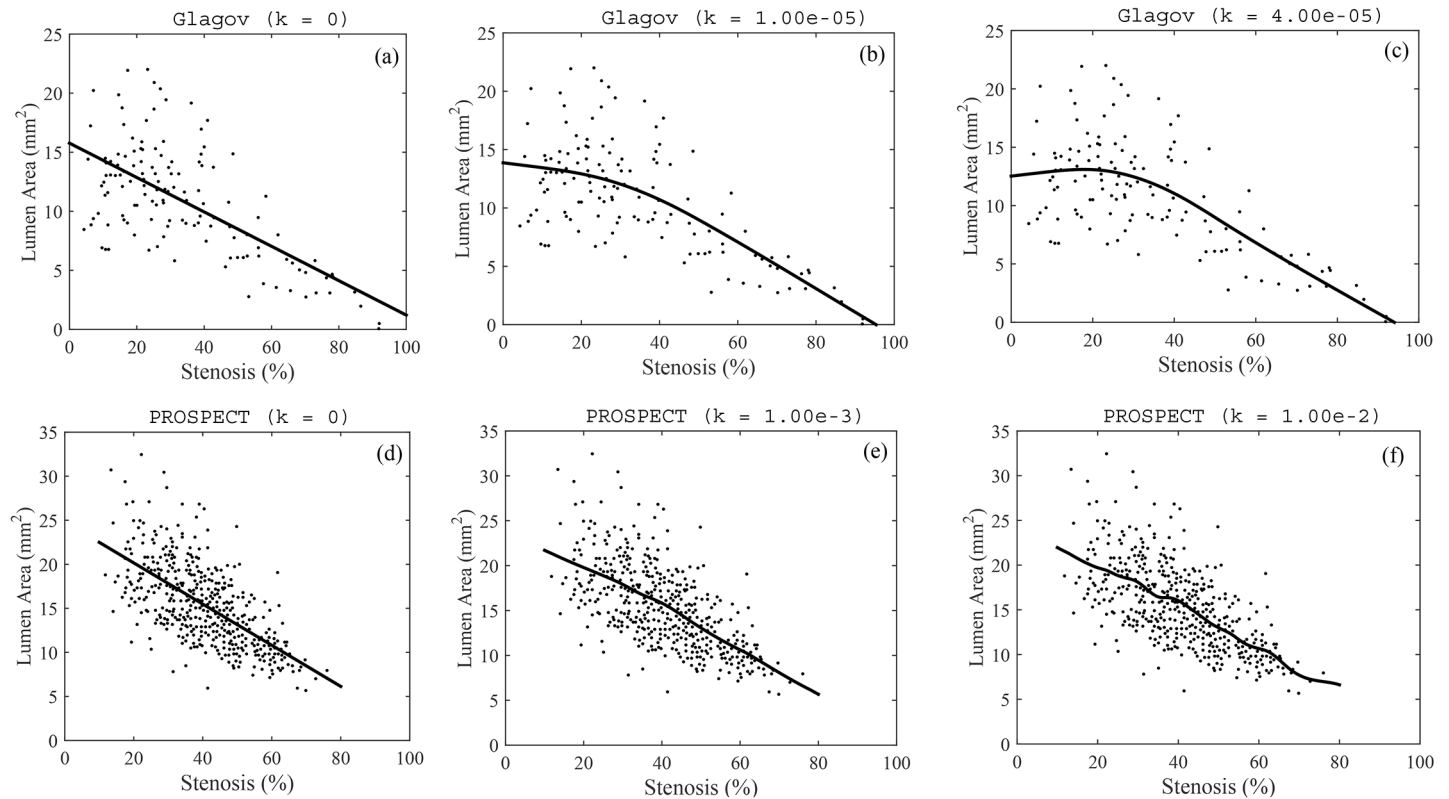 Glagov (k = 0)
(a)
25
20
15
10
5
0
Lumen Area (mm²)
0 20 40 60 80 100
Stenosis (%)
Glagov (k = 1.00e-05)
(b)
25
20
15
10
5
0
Lumen Area (mm²)
0 20 40 60 80 100
Stenosis (%)
Glagov (k = 4.00e-05)
(c)
25
20
15
10
5
0
Lumen Area (mm²)
0 20 40 60 80 100
Stenosis (%)
PROSPECT (k = 0)
(d)
35
30
25
20
15
10
5
0
Lumen Area (mm²)
0 20 40 60 80 100
Stenosis (%)
PROSPECT (k = 1.00e-3)
(e)
35
30
25
20
15
10
5
0
Lumen Area (mm²)
0 20 40 60 80 100
Stenosis (%)
PROSPECT (k = 1.00e-2)
(f)
35
30
25
20
15
10
5
0
Lumen Area (mm²)
0 20 40 60 80 100
Stenosis (%)